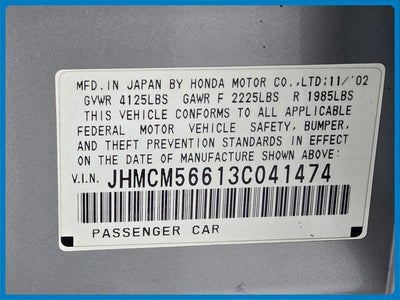 MFD. IN JAPAN BY HONDA MOTOR CO.,LTD;11/'02
GVWR 4125LBS GAWR F 2225LBS R 1985LBS
THIS VEHICLE CONFORMS TO ALL APPLICABLE
FEDERAL MOTOR VEHICLE SAFETY, BUMPER,
AND THEFT PREVENTION STANDARDS IN EFFECT
ON THE DATE OF MANUFACTURE SHOWN ABOVE.
V.I.N. JHMCM56613C041474
PASSENGER CAR